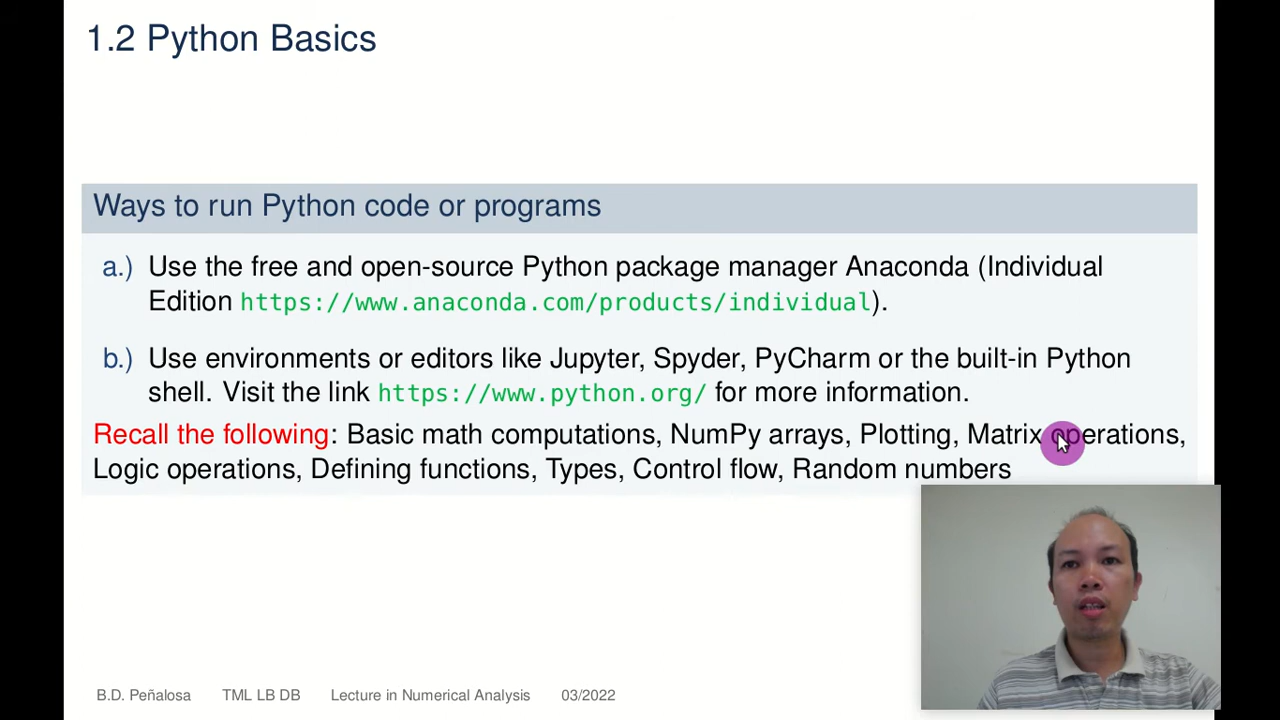 1.2 Python Basics
Ways to run Python code or programs
a.) Use the free and open-source Python package manager Anaconda (Individual
Edition https://www.anaconda.com/products/individual).
b.) Use environments or editors like Jupyter, Spyder, PyCharm or the built-in Python
shell. Visit the link https://www.python.org/ for more information.
Recall the following: Basic math computations, NumPy arrays, Plotting, Matrix operations,
Logic operations, Defining functions, Types, Control flow, Random numbers
B.D. Peñalosa TML LB DB Lecture in Numerical Analysis 03/2022